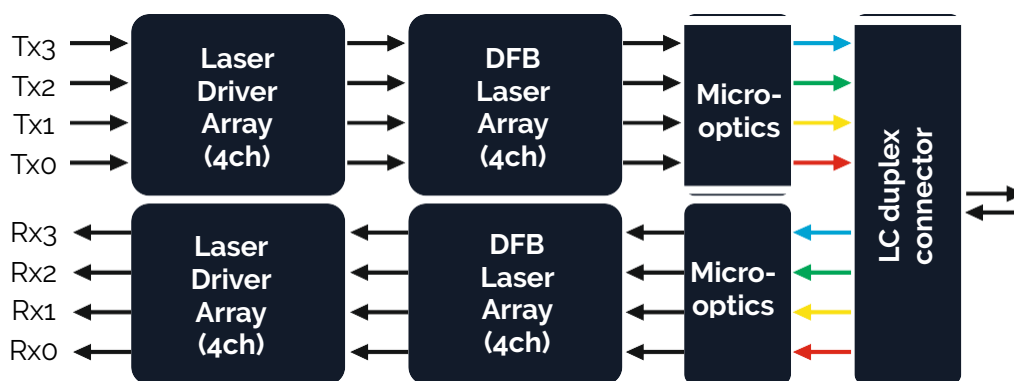 Tx3
Tx2
Tx1
Tx0
Laser
Driver
Array
(4ch)
DFB
Laser
Array
(4ch)
Micro-
optics
LC duplex
connector
Rx3
Rx2
Rx1
Rx0
Laser
Driver
Array
(4ch)
DFB
Laser
Array
(4ch)
Micro-
optics